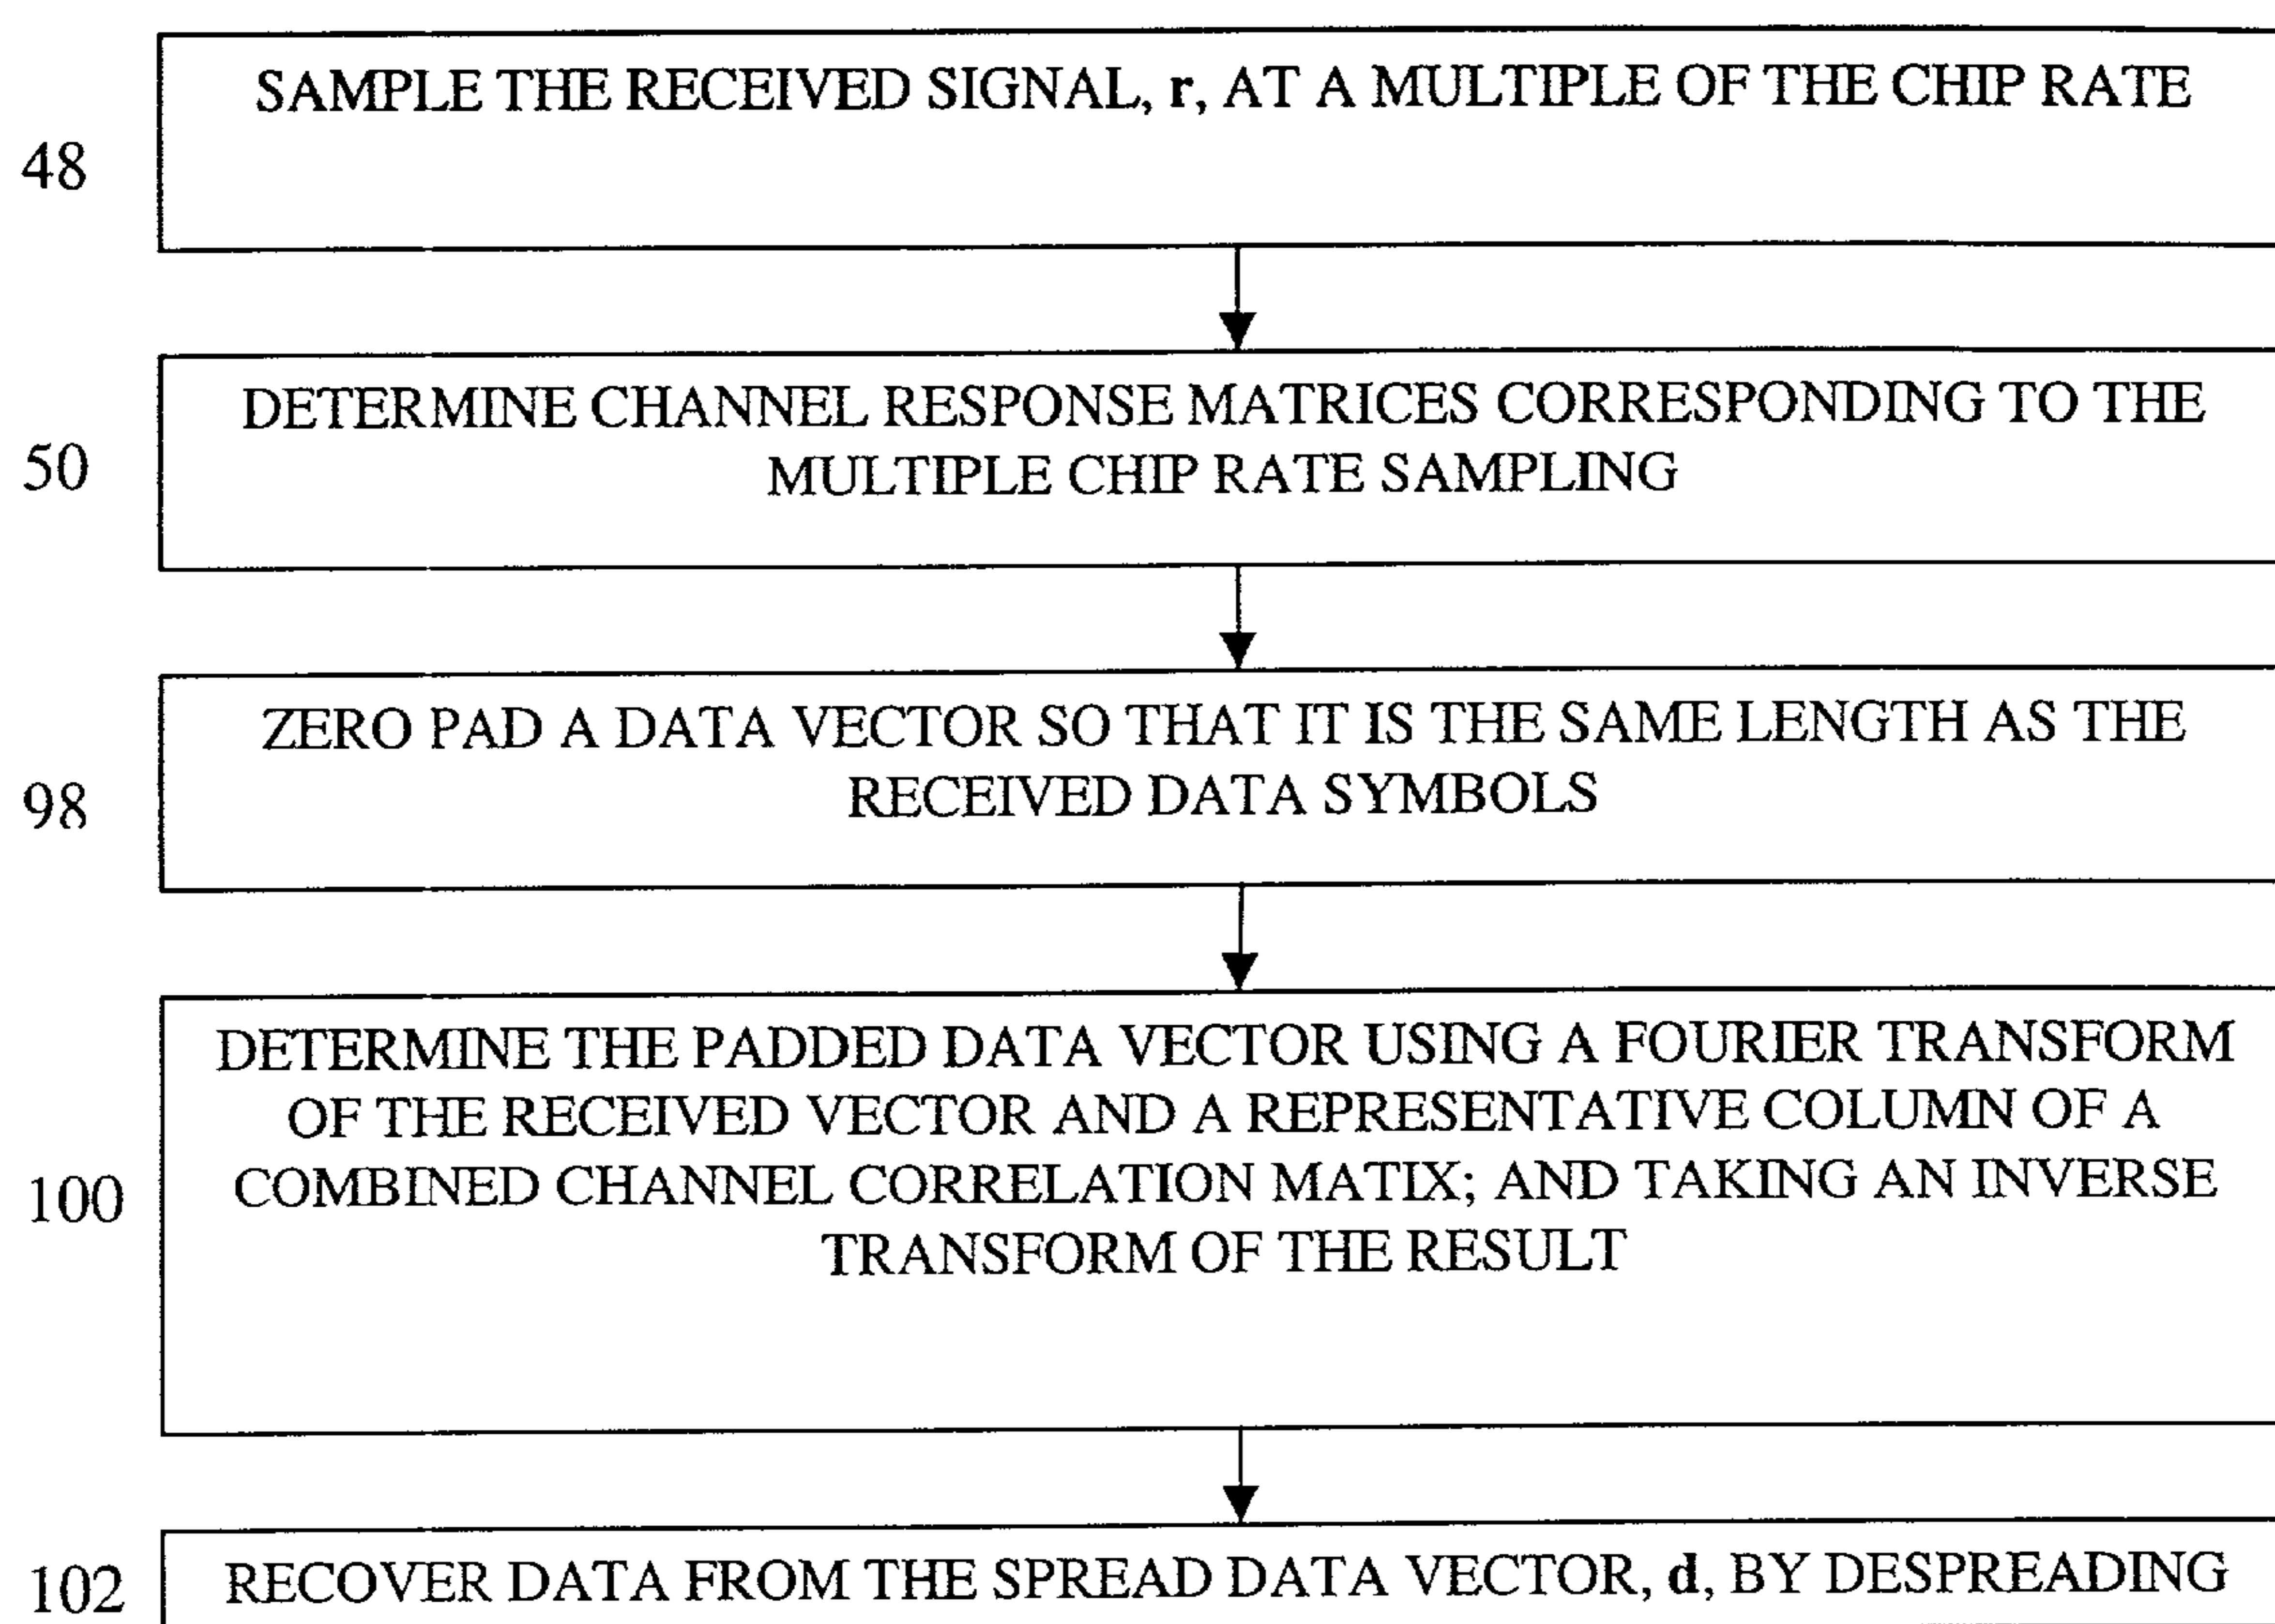 SAMPLE THE RECEIVED SIGNAL, r, AT A MULTIPLE OF THE CHIP RATE
48
DETERMINE CHANNEL RESPONSE MATRICES CORRESPONDING TO THE
MULTIPLE CHIP RATE SAMPLING
50
ZERO PAD A DATA VECTOR SO THAT IT IS THE SAME LENGTH AS THE
RECEIVED DATA SYMBOLS
98
DETERMINE THE PADDED DATA VECTOR USING A FOURIER TRANSFORM
OF THE RECEIVED VECTOR AND A REPRESENTATIVE COLUMN OF A
COMBINED CHANNEL CORRELATION MATIX; AND TAKING AN INVERSE
TRANSFORM OF THE RESULT
100
RECOVER DATA FROM THE SPREAD DATA VECTOR, d, BY DESPREADING
102